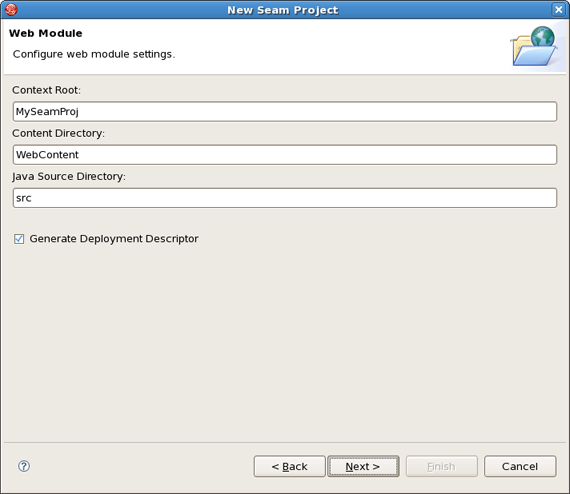 New Seam Project
Web Module
Configure web module settings.
Context Root:
MySeamProj
Content Directory:
WebContent
Java Source Directory:
src
Generate Deployment Descriptor
? < Back Next > Finish Cancel